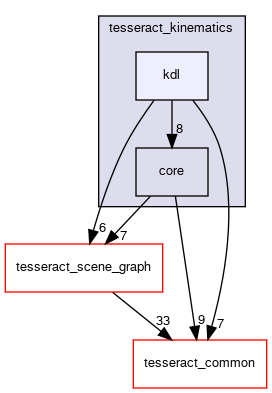 tesseract_kinematics
kdl
8
core
6
7
tesseract_scene_graph
33
9
7
tesseract_common